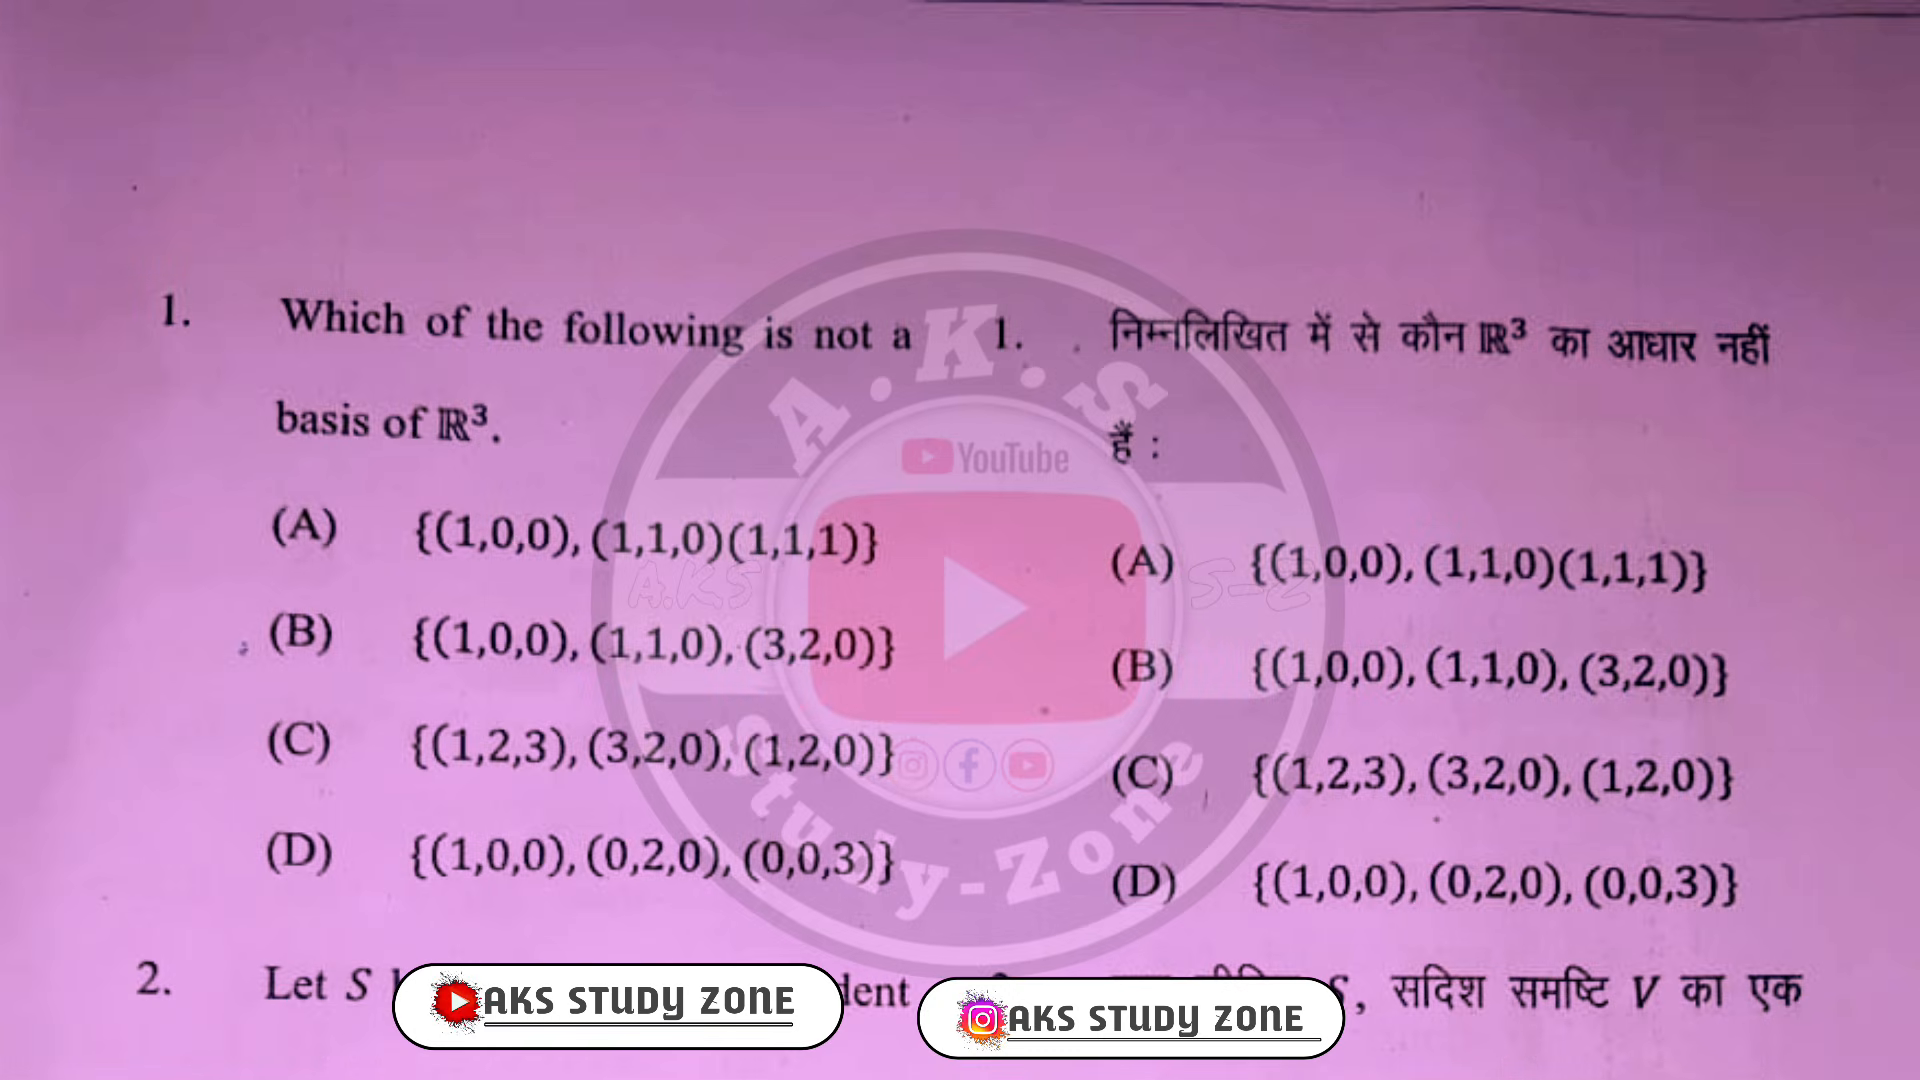 1. Which of the following is not a
basis of ℝ³.
(A) {(1,0,0), (1,1,0)(1,1,1)}
(B) {(1,0,0), (1,1,0), (3,2,0)}
(C) {(1,2,3), (3,2,0), (1,2,0)}
(D) {(1,0,0), (0,2,0), (0,0,3)}
2. Let S
dent
1. निम्नलिखित में से कौन ℝ³ का आधार नहीं
हैं :
(A) {(1,0,0), (1,1,0)(1,1,1)}
(B) {(1,0,0), (1,1,0), (3,2,0)}
(C) {(1,2,3), (3,2,0), (1,2,0)}
(D) {(1,0,0), (0,2,0), (0,0,3)}
, सदिश समष्टि V का एक
A.K.S
YouTube
A.K.S S-Z
Study-Zone
AKS STUDY ZONE
AKS STUDY ZONE